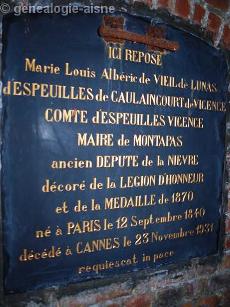 © genealogie-aisne
ICI REPOSE
Marie Louis Albéric de VIEIL de LUNAS
d'ESPEUILLES de CAULAINCOURT de VICENCE
COMTE d'ESPEUILLES VICENCE
MAIRE de MONTAPAS
ancien DEPUTE de la NIEVRE
décoré de la LEGION D'HONNEUR
et de la MEDAILLE de 1870
né à PARIS le 12 Septembre 1840
décédé à CANNES le 23 Novembre 1931
requiescat in pace